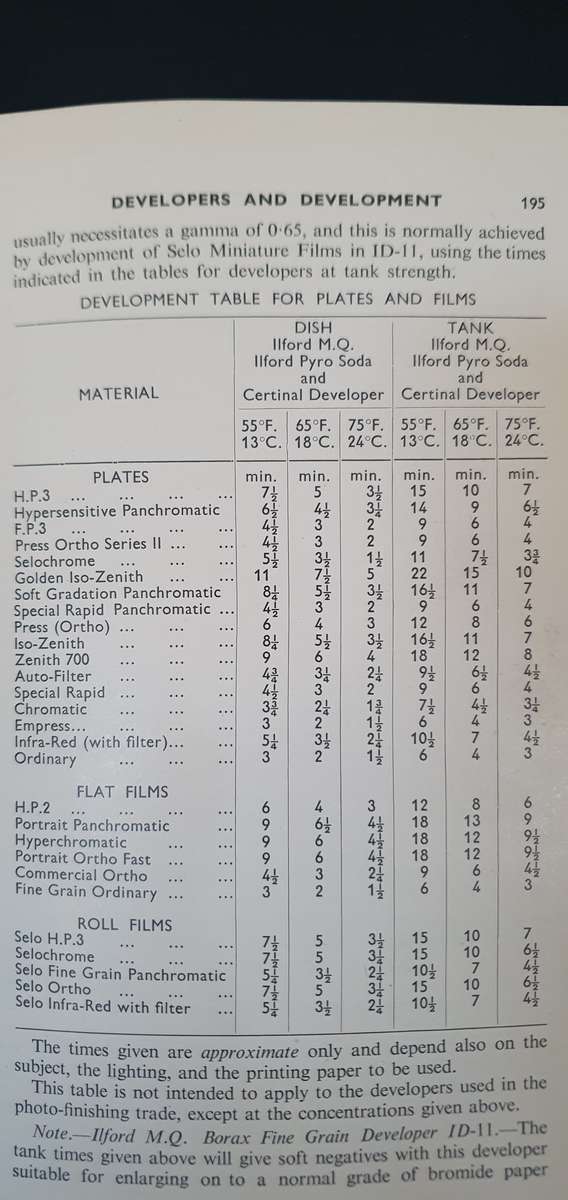 DEVELOPERS AND DEVELOPMENT 195
usually necessitates a gamma of 0·65, and this is normally achieved
by development of Selo Miniature Films in ID-11, using the times
indicated in the tables for developers at tank strength.
DEVELOPMENT TABLE FOR PLATES AND FILMS
MATERIAL
DISH
Ilford M.Q.
Ilford Pyro Soda
and
Certinal Developer
TANK
Ilford M.Q.
Ilford Pyro Soda
and
Certinal Developer
55°F. 65°F. 75°F. 55°F. 65°F. 75°F.
13°C. 18°C. 24°C. 13°C. 18°C. 24°C.
PLATES min. min. min. min. min. min.
H.P.3 ... ... ... ... 7½ 5 3½ 15 10 7
Hypersensitive Panchromatic 6½ 4½ 3¼ 14 9 6½
F.P.3 ... ... ... ... 4½ 3 2 9 6 4
Press Ortho Series II ... ... 4½ 3 2 9 6 4
Selochrome ... ... ... 5½ 3½ 1½ 11 7½ 3¾
Golden Iso-Zenith ... ... 11 7½ 5 22 15 10
Soft Gradation Panchromatic 8¼ 5½ 3½ 16½ 11 7
Special Rapid Panchromatic ... 4½ 3 2 9 6 4
Press (Ortho) ... ... ... 6 4 3 12 8 6
Iso-Zenith ... ... ... 8¼ 5½ 3½ 16½ 11 7
Zenith 700 ... ... ... 9 6 4 18 12 8
Auto-Filter ... ... ... 4¾ 3¼ 2¼ 9½ 6½ 4½
Special Rapid ... ... ... 4½ 3 2 9 6 4
Chromatic ... ... ... 3¾ 2¼ 1¾ 7½ 4½ 3¼
Empress... ... ... ... 3 2 1½ 6 4 3
Infra-Red (with filter)... ... 5¼ 3½ 2¼ 10½ 7 4½
Ordinary ... ... ... 3 2 1½ 6 4 3
FLAT FILMS
H.P.2 ... ... ... ... 6 4 3 12 8 6
Portrait Panchromatic ... 9 6½ 4½ 18 13 9
Hyperchromatic ... ... 9 6 4½ 18 12 9½
Portrait Ortho Fast ... ... 9 6 4½ 18 12 9½
Commercial Ortho ... ... 4½ 3 2¼ 9 6 4½
Fine Grain Ordinary ... ... 3 2 1½ 6 4 3
ROLL FILMS
Selo H.P.3 ... ... ... 7½ 5 3½ 15 10 7
Selochrome ... ... ... 7½ 5 3¼ 15 10 6½
Selo Fine Grain Panchromatic 5¼ 3½ 2¼ 10½ 7 4½
Selo Ortho ... ... ... 7½ 5 3¼ 15 10 6½
Selo Infra-Red with filter ... 5¼ 3½ 2¼ 10½ 7 4½
The times given are approximate only and depend also on the
subject, the lighting, and the printing paper to be used.
This table is not intended to apply to the developers used in the
photo-finishing trade, except at the concentrations given above.
Note.—Ilford M.Q. Borax Fine Grain Developer ID-11.—The
tank times given above will give soft negatives with this developer
suitable for enlarging on to a normal grade of bromide paper